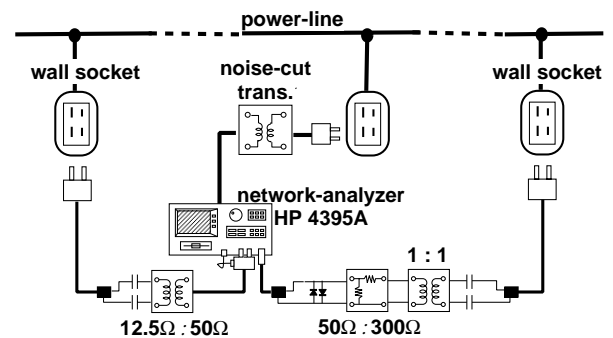 power-line
wall socket
noise-cut
trans.
wall socket
network-analyzer
HP 4395A
1 : 1
12.5Ω : 50Ω
50Ω : 300Ω